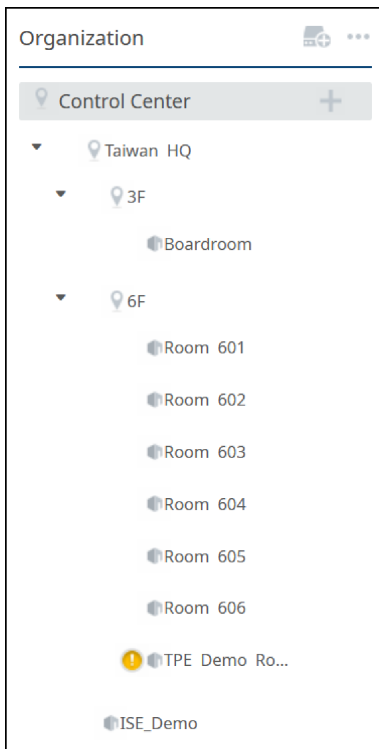 Organization
Control Center
Taiwan HQ
3F
Boardroom
6F
Room 601
Room 602
Room 603
Room 604
Room 605
Room 606
TPE Demo Ro...
ISE_Demo